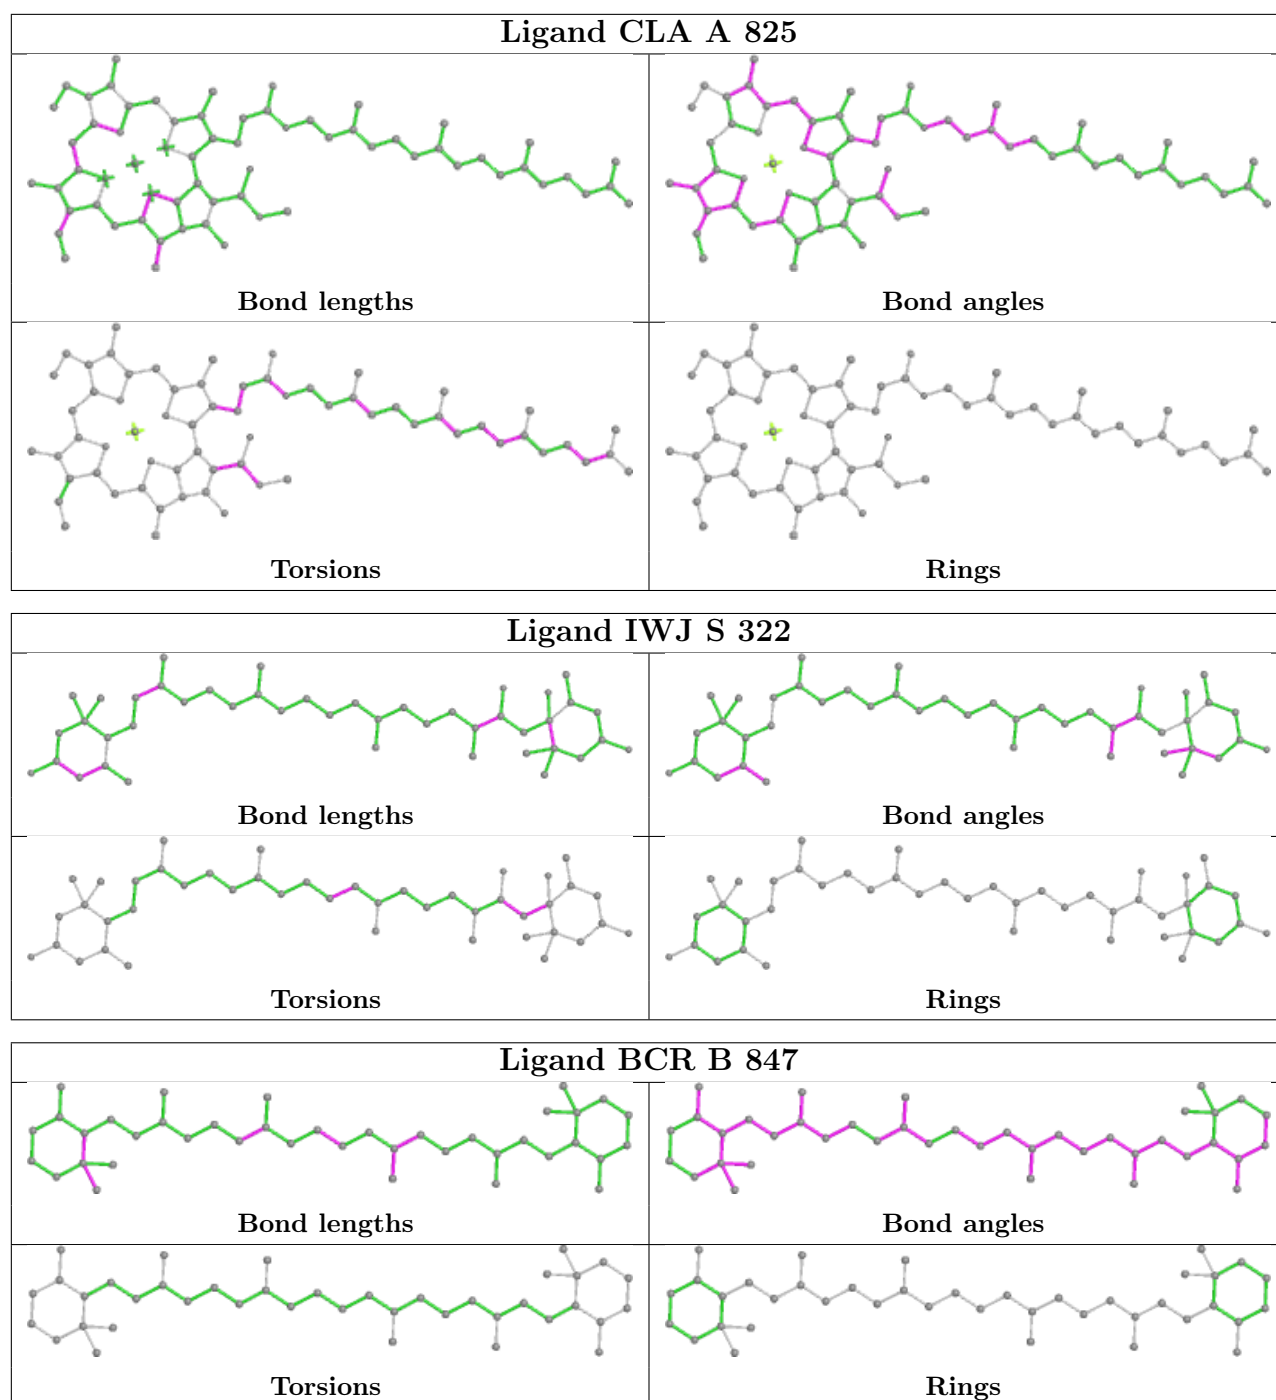 Ligand CLA A 825
Bond lengths
Bond angles
Torsions
Rings
Ligand IWJ S 322
Bond lengths
Bond angles
Torsions
Rings
Ligand BCR B 847
Bond lengths
Bond angles
Torsions
Rings